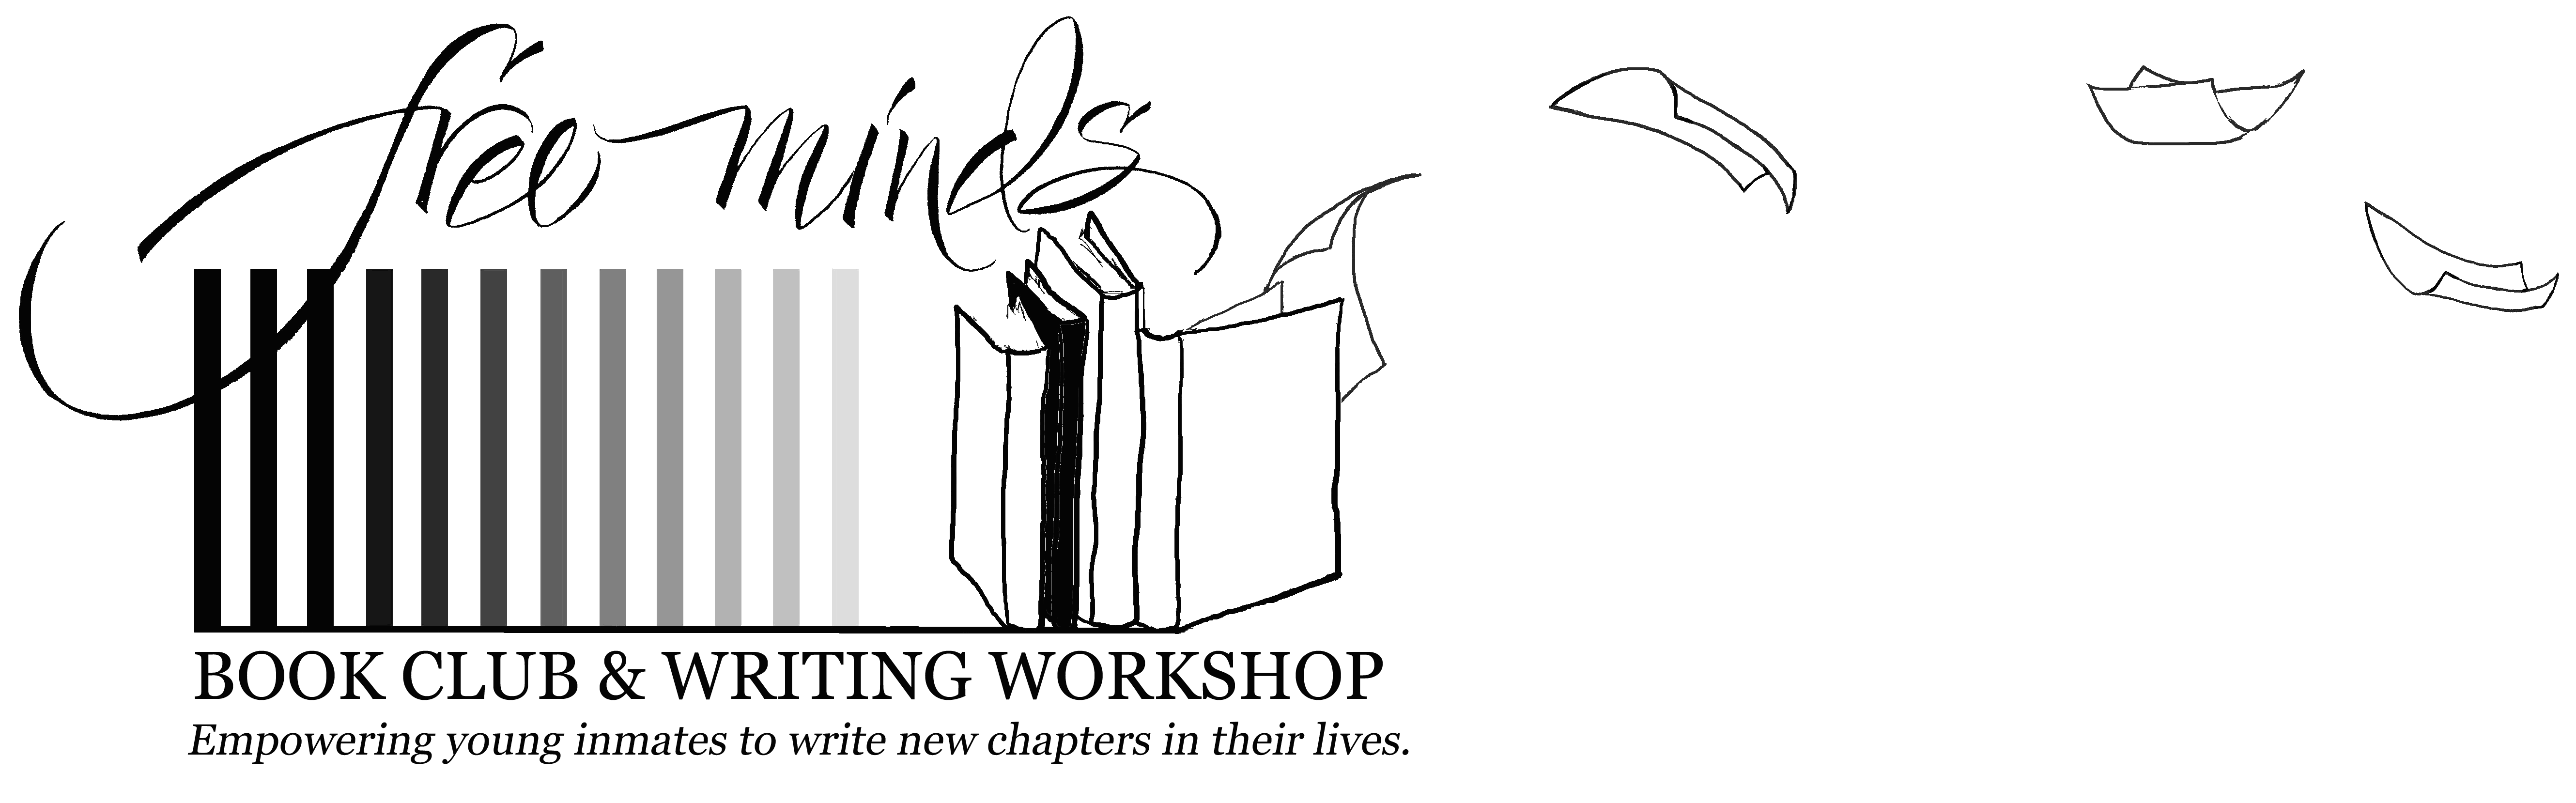 free minds
BOOK CLUB & WRITING WORKSHOP
Empowering young inmates to write new chapters in their lives.